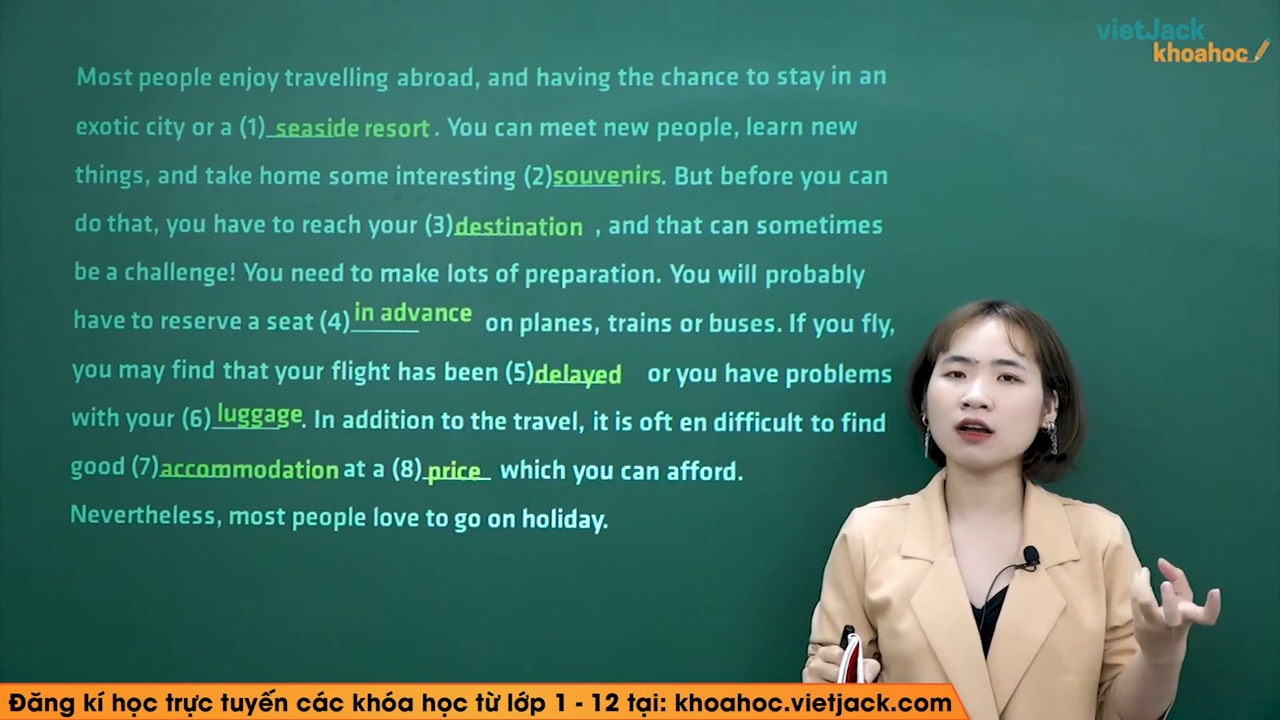 vietJack
khoahoc
Most people enjoy travelling abroad, and having the chance to stay in an
exotic city or a (1) seaside resort . You can meet new people, learn new
things, and take home some interesting (2)souvenirs. But before you can
do that, you have to reach your (3)destination , and that can sometimes
be a challenge! You need to make lots of preparation. You will probably
have to reserve a seat (4)in advance on planes, trains or buses. If you fly,
you may find that your flight has been (5)delayed or you have problems
with your (6) luggage. In addition to the travel, it is oft en difficult to find
good (7)accommodation at a (8) price which you can afford.
Nevertheless, most people love to go on holiday.
Đăng kí học trực tuyến các khóa học từ lớp 1 - 12 tại: khoahoc.vietjack.com